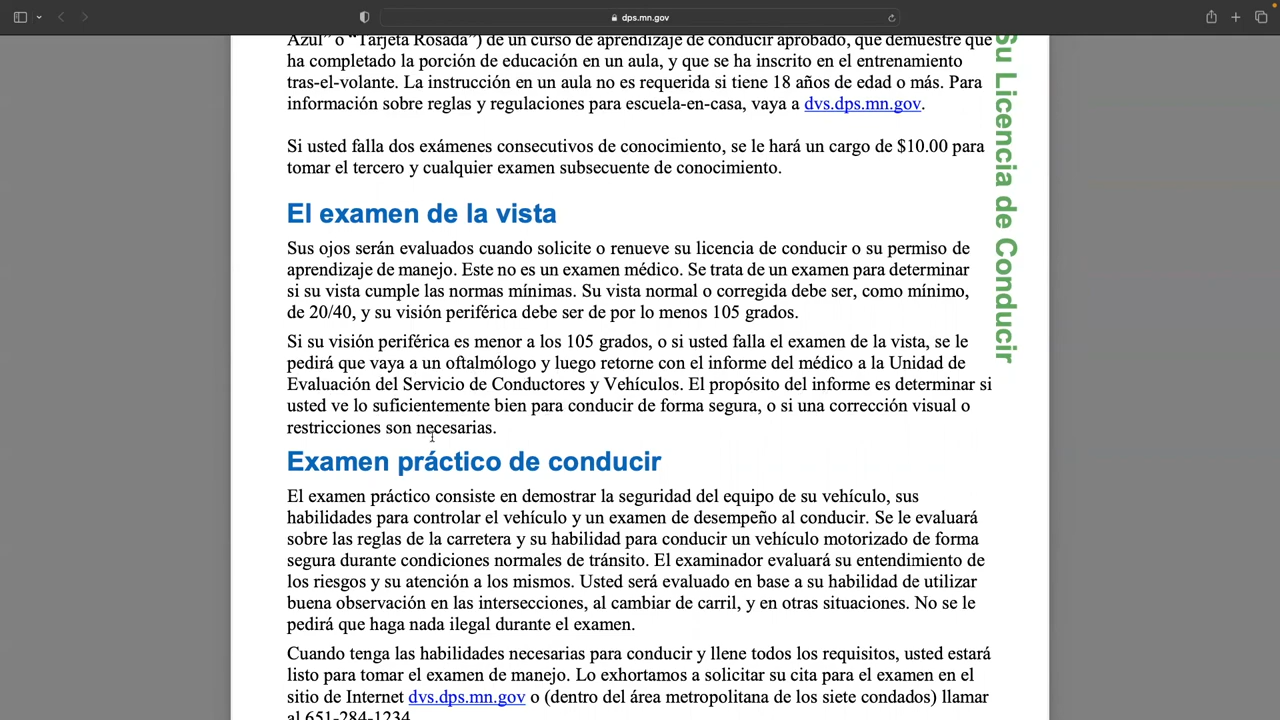 dps.mn.gov
Azul” o “Tarjeta Rosada”) de un curso de aprendizaje de conducir aprobado, que demuestre que
ha completado la porción de educación en un aula, y que se ha inscrito en el entrenamiento
tras-el-volante. La instrucción en un aula no es requerida si tiene 18 años de edad o más. Para
información sobre reglas y regulaciones para escuela-en-casa, vaya a dvs.dps.mn.gov.
Si usted falla dos exámenes consecutivos de conocimiento, se le hará un cargo de $10.00 para
tomar el tercero y cualquier examen subsecuente de conocimiento.
El examen de la vista
Sus ojos serán evaluados cuando solicite o renueve su licencia de conducir o su permiso de
aprendizaje de manejo. Este no es un examen médico. Se trata de un examen para determinar
si su vista cumple las normas mínimas. Su vista normal o corregida debe ser, como mínimo,
de 20/40, y su visión periférica debe ser de por lo menos 105 grados.
Si su visión periférica es menor a los 105 grados, o si usted falla el examen de la vista, se le
pedirá que vaya a un oftalmólogo y luego retorne con el informe del médico a la Unidad de
Evaluación del Servicio de Conductores y Vehículos. El propósito del informe es determinar si
usted ve lo suficientemente bien para conducir de forma segura, o si una corrección visual o
restricciones son necesarias.
Examen práctico de conducir
El examen práctico consiste en demostrar la seguridad del equipo de su vehículo, sus
habilidades para controlar el vehículo y un examen de desempeño al conducir. Se le evaluará
sobre las reglas de la carretera y su habilidad para conducir un vehículo motorizado de forma
segura durante condiciones normales de tránsito. El examinador evaluará su entendimiento de
los riesgos y su atención a los mismos. Usted será evaluado en base a su habilidad de utilizar
buena observación en las intersecciones, al cambiar de carril, y en otras situaciones. No se le
pedirá que haga nada ilegal durante el examen.
Cuando tenga las habilidades necesarias para conducir y llene todos los requisitos, usted estará
listo para tomar el examen de manejo. Lo exhortamos a solicitar su cita para el examen en el
sitio de Internet dvs.dps.mn.gov o (dentro del área metropolitana de los siete condados) llamar
al 651-284-1234
Su Licencia de Conducir